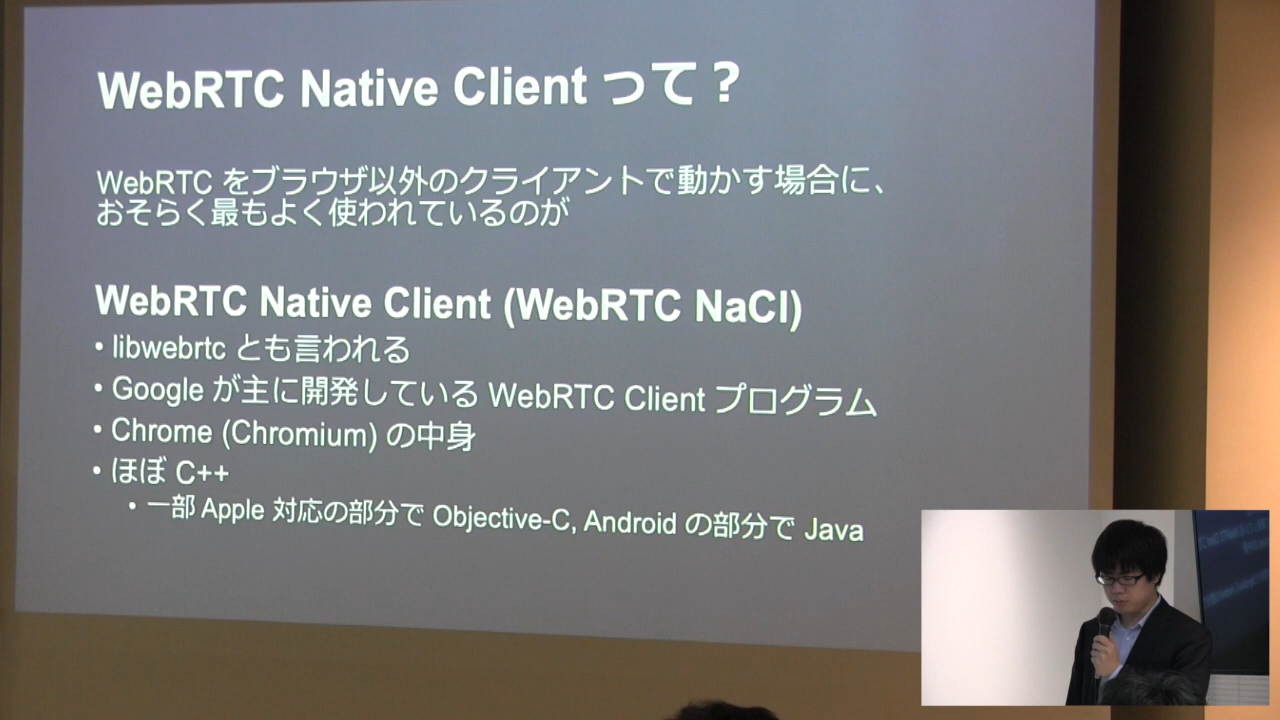 WebRTC Native Client って？
WebRTC をブラウザ以外のクライアントで動かす場合に、
おそらく最もよく使われているのが
WebRTC Native Client (WebRTC NaCl)
• libwebrtc とも言われる
• Google が主に開発している WebRTC Client プログラム
• Chrome (Chromium) の中身
• ほぼ C++
• 一部 Apple 対応の部分で Objective-C, Android の部分で Java